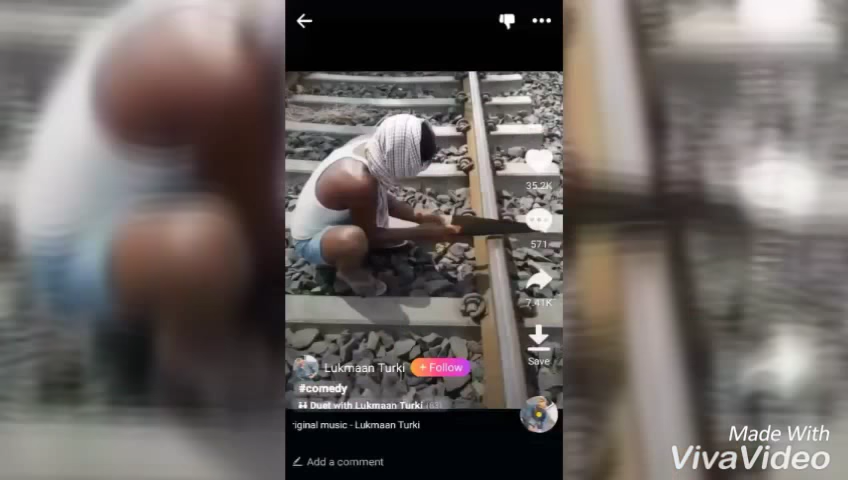 35.2K
571
7.41K
Save
Lukmaan Turki
+ Follow
#comedy
Duet with Lukmaan Turki
riginal music - Lukmaan Turki
Add a comment
Made With
VivaVideo